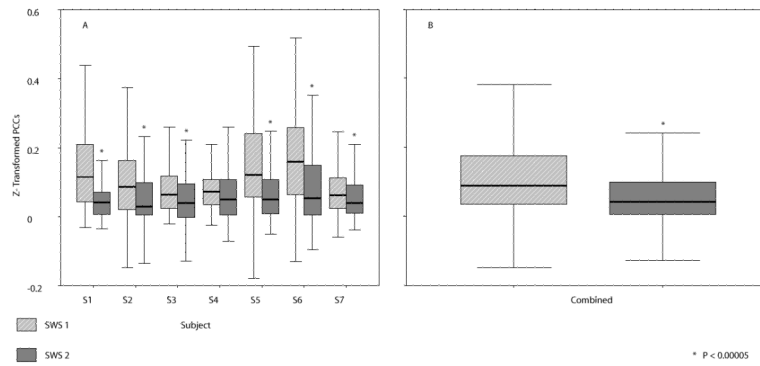 A
B
Z- Transformed PCCs
0.6
0.4
0.2
0
-0.2
*
*
*
*
*
*
*
S1 S2 S3 S4 S5 S6 S7
Combined
Subject
SWS 1
SWS 2
* P < 0.00005